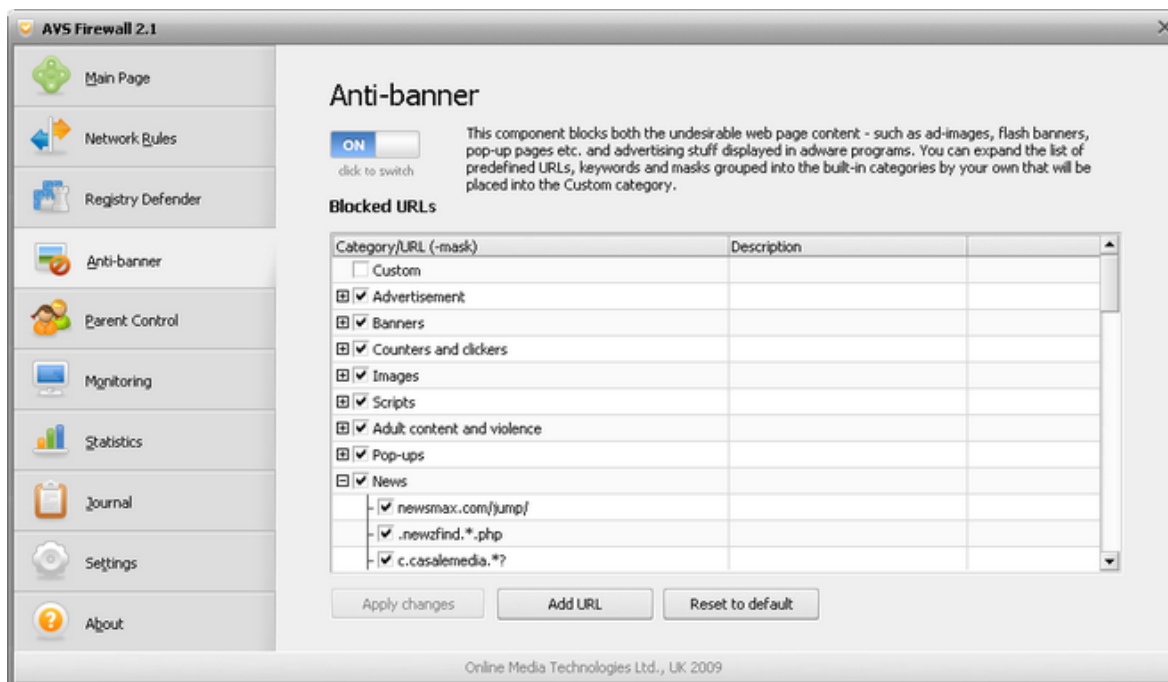 AVS Firewall 2.1
Main Page
Network Rules
Registry Defender
Anti-banner
Parent Control
Monitoring
Statistics
Journal
Settings
About
Anti-banner
ON
click to switch
This component blocks both the undesirable web page content - such as ad-images, flash banners,
pop-up pages etc. and advertising stuff displayed in adware programs. You can expand the list of
predefined URLs, keywords and masks grouped into the built-in categories by your own that will be
placed into the Custom category.
Blocked URLs
Category/URL (-mask) Description
Custom
Advertisement
Banners
Counters and clickers
Images
Scripts
Adult content and violence
Pop-ups
News
newsmax.com/jump/
.newzfind.*.php
c.casalemedia.*?
Apply changes Add URL Reset to default
Online Media Technologies Ltd., UK 2009